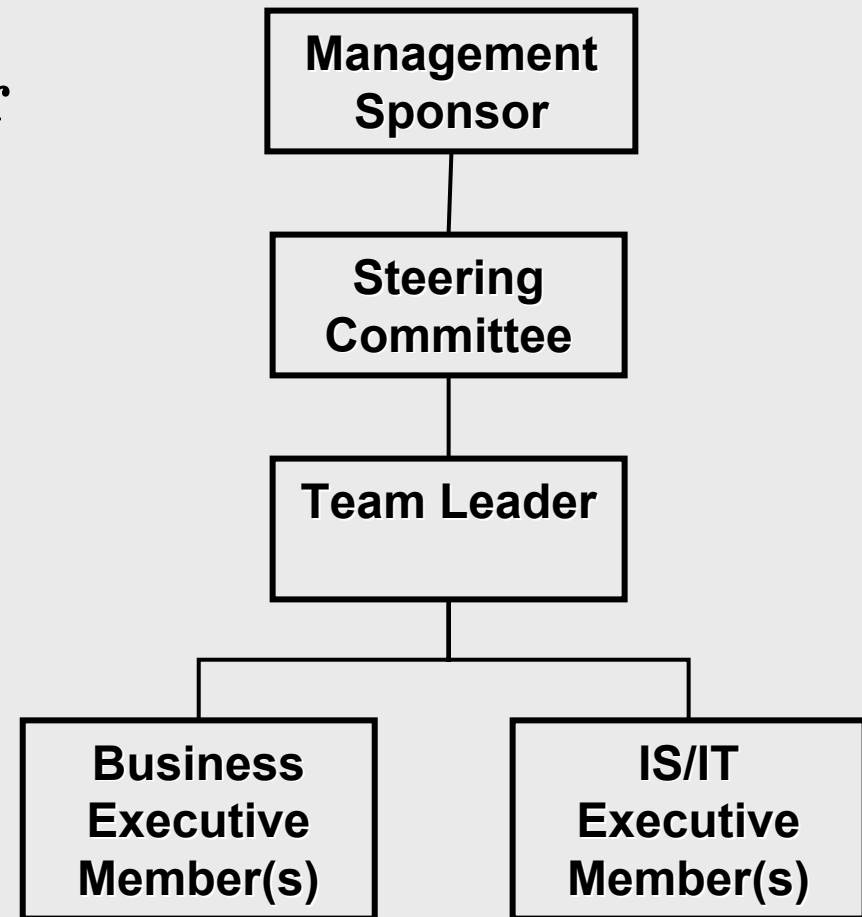 Management
Sponsor
Steering
Committee
Team Leader
Business
Executive
Member(s)
IS/IT
Executive
Member(s)